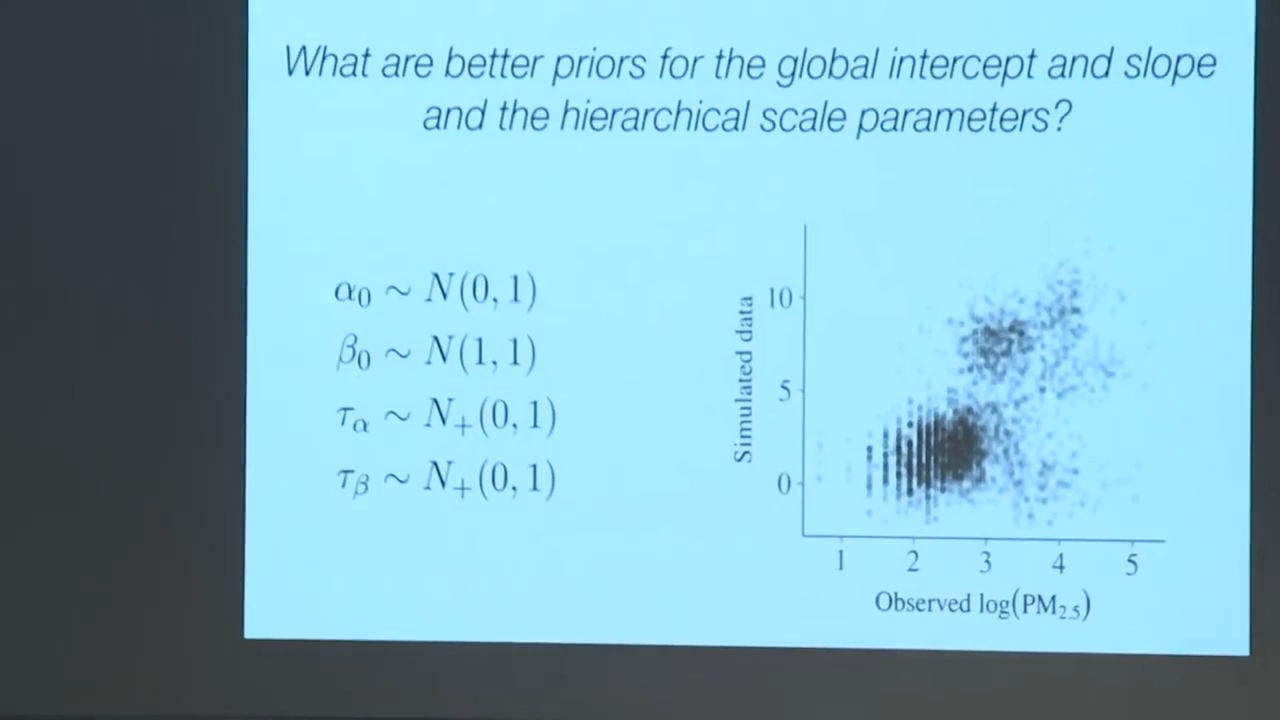 What are better priors for the global intercept and slope
and the hierarchical scale parameters?
α₀ ~ N(0, 1)
β₀ ~ N(1, 1)
τ_α ~ N₊(0, 1)
τ_β ~ N₊(0, 1)
Simulated data
10
5
0
1 2 3 4 5
Observed log(PM₂.₅)